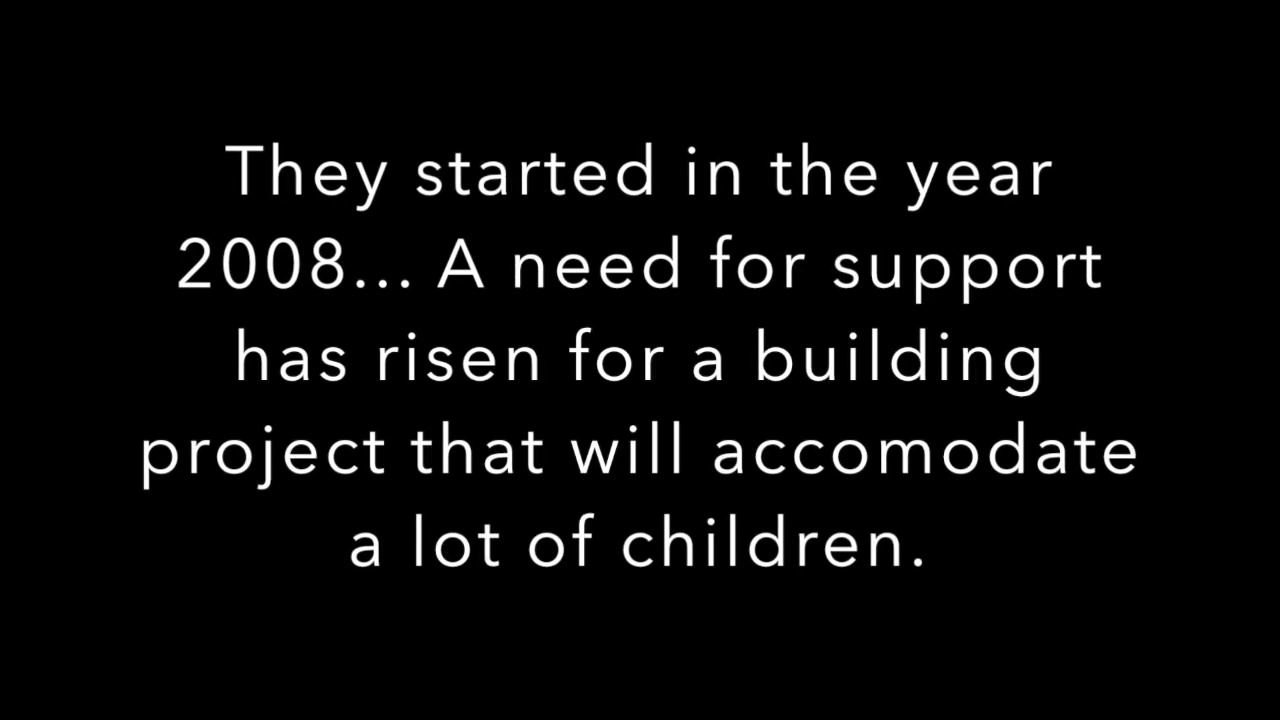 They started in the year
2008... A need for support
has risen for a building
project that will accomodate
a lot of children.